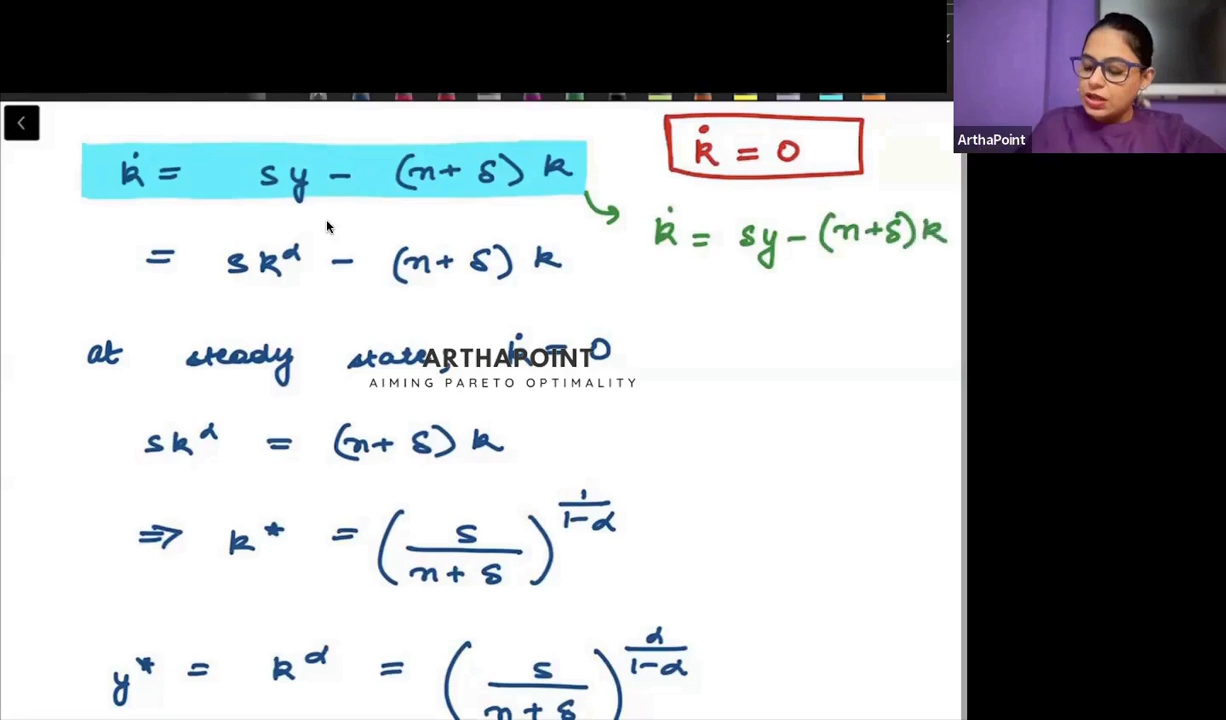 k̇ = sy - (n + δ) k
k̇ = 0
k̇ = sy - (n+δ)k
= sk^α - (n + δ) k
at steady state, k̇ = 0
ARTHAPOINT
AIMING PARETO OPTIMALITY
sk^α = (n + δ) k
⇒ k* = (s / n + δ)^(1 / 1-α)
y* = k^α = (s / n + δ)^(α / 1-α)
ArthaPoint